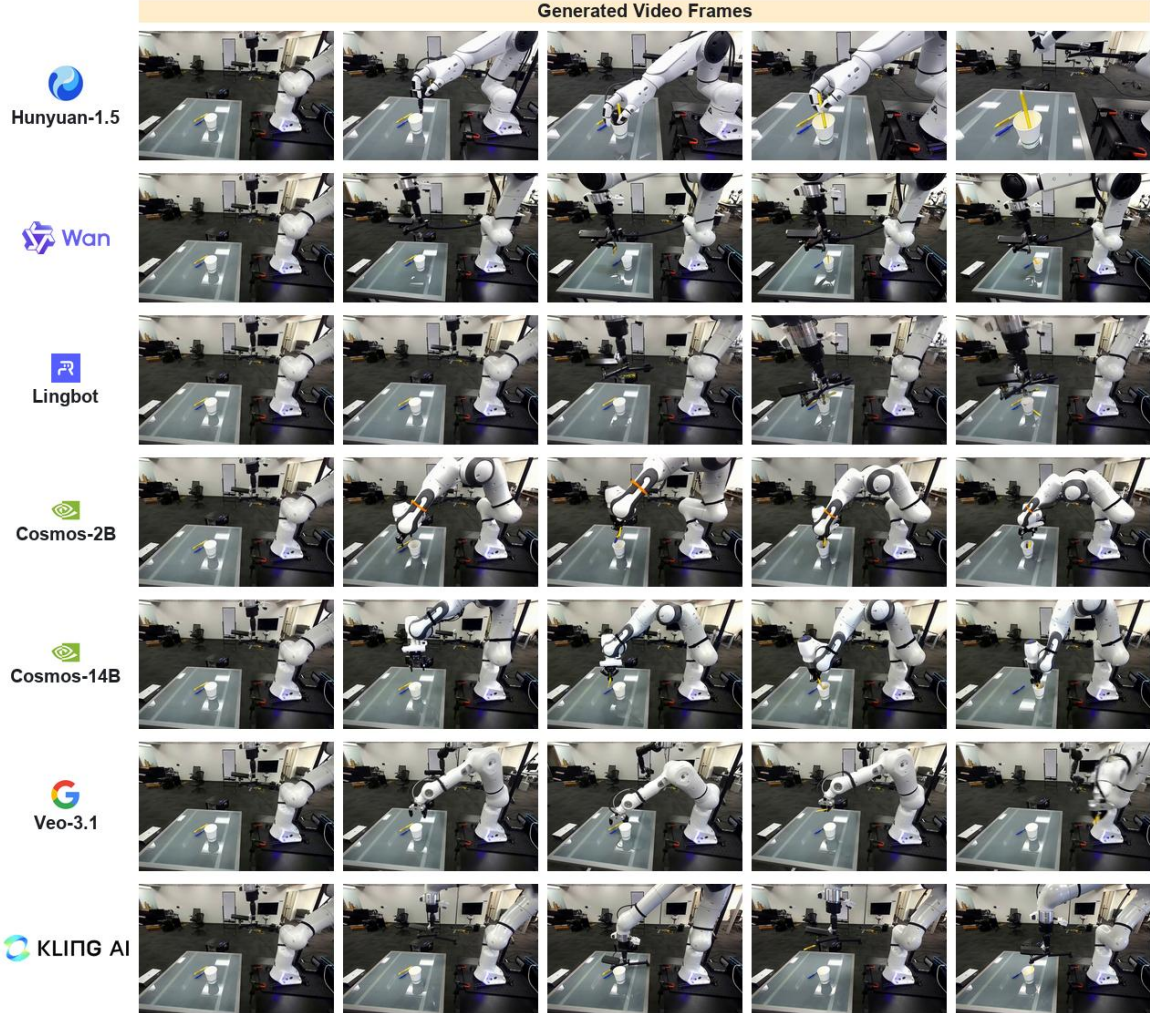 Generated Video Frames
Hunyuan-1.5
Wan
Lingbot
Cosmos-2B
Cosmos-14B
Veo-3.1
KLING AI